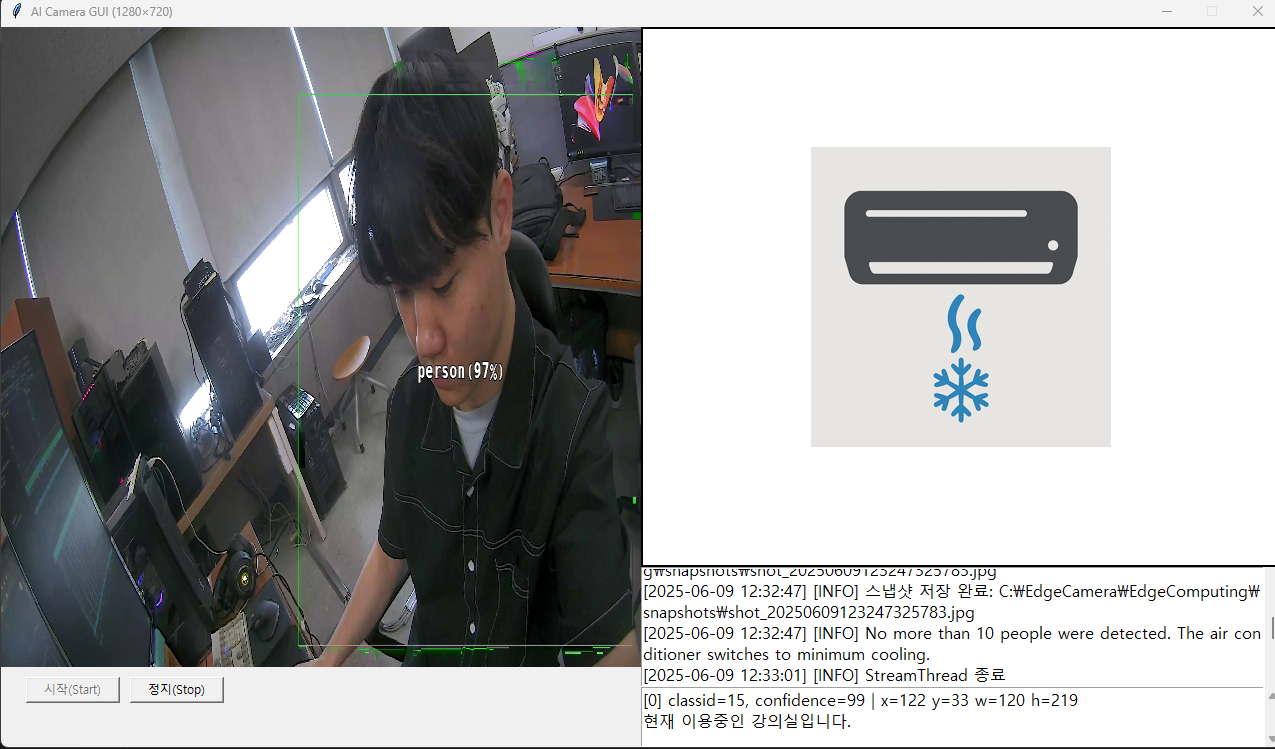 AI Camera GUI (1280×720)
person(97%)
시작(Start)
정지(Stop)
g₩snapshots₩shot_20250609123247325783.jpg
[2025-06-09 12:32:47] [INFO] 스냅샷 저장 완료: C:₩EdgeCamera₩EdgeComputing₩
snapshots₩shot_20250609123247325783.jpg
[2025-06-09 12:32:47] [INFO] No more than 10 people were detected. The air con
ditioner switches to minimum cooling.
[2025-06-09 12:33:01] [INFO] StreamThread 종료
[0] classid=15, confidence=99 | x=122 y=33 w=120 h=219
현재 이용중인 강의실입니다.